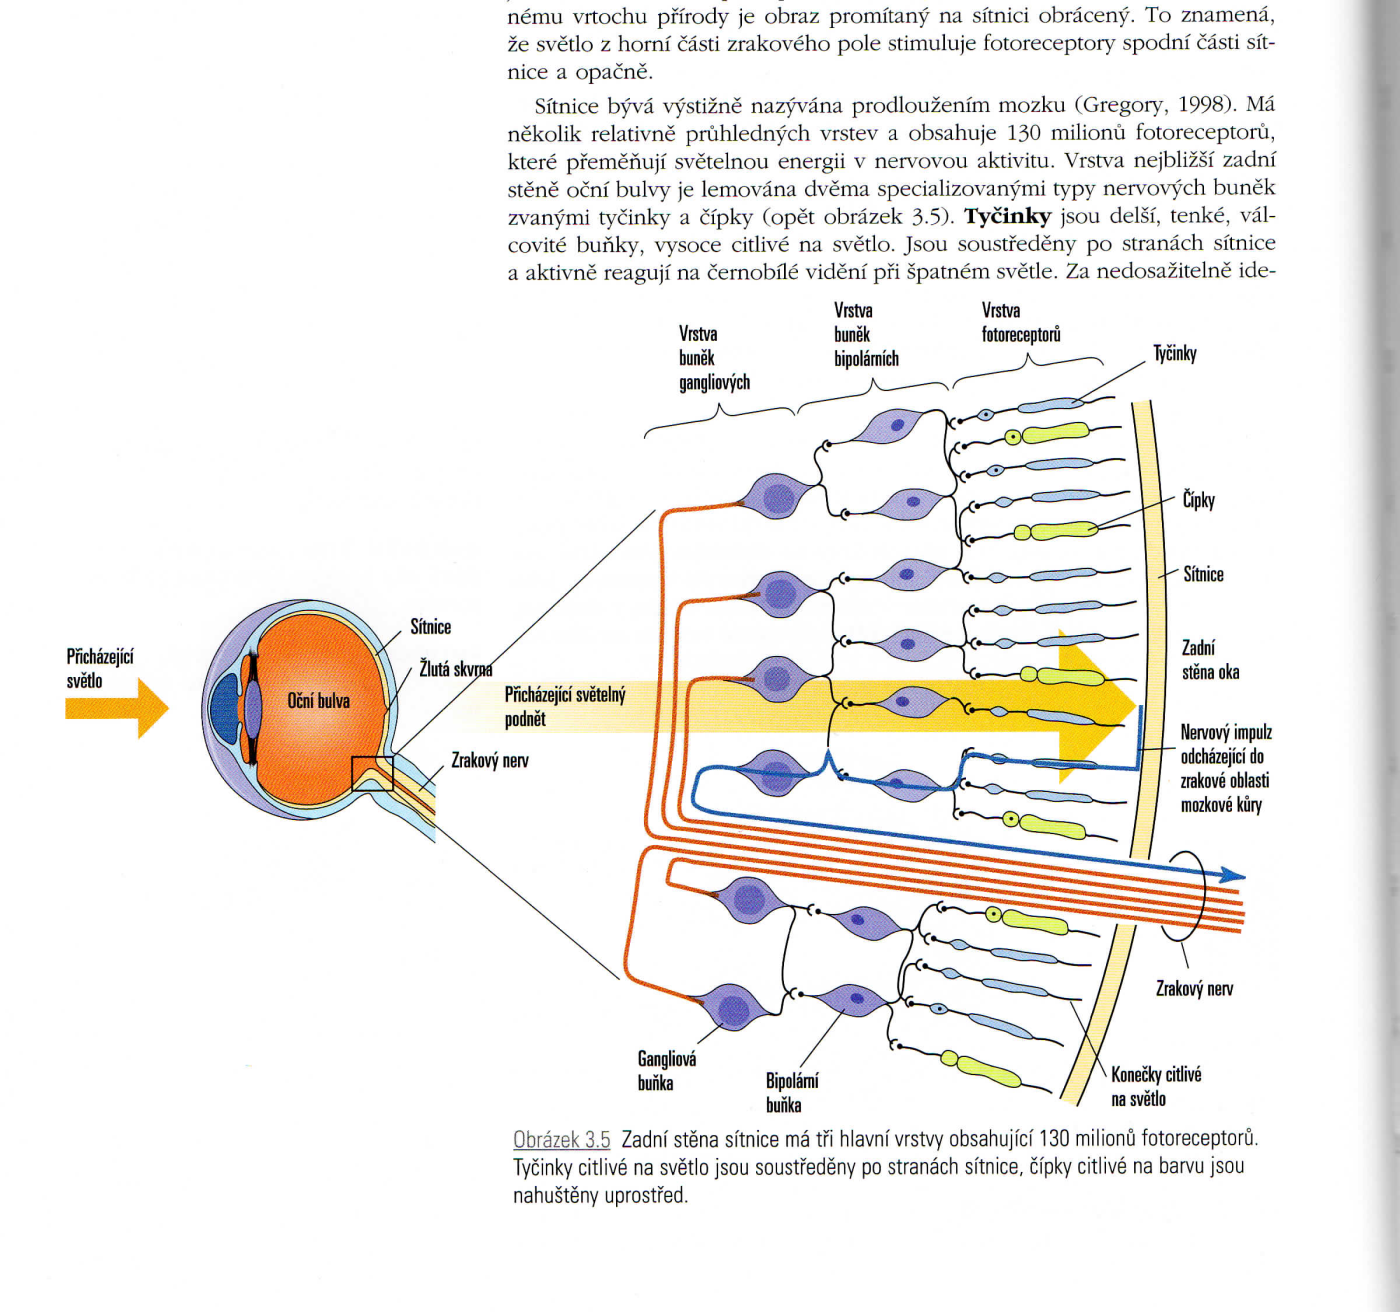 nému vrtochu přírody je obraz promítaný na sítnici obrácený. To znamená,
že světlo z horní části zrakového pole stimuluje fotoreceptory spodní části sít-
nice a opačně.
Sítnice bývá výstižně nazývána prodloužením mozku (Gregory, 1998). Má
několik relativně průhledných vrstev a obsahuje 130 milionů fotoreceptorů,
které přeměňují světelnou energii v nervovou aktivitu. Vrstva nejbližší zadní
stěně oční bulvy je lemována dvěma specializovanými typy nervových buněk
zvanými tyčinky a čípky (opět obrázek 3.5). Tyčinky jsou delší, tenké, vál-
covité buňky, vysoce citlivé na světlo. Jsou soustředěny po stranách sítnice
a aktivně reagují na černobílé vidění při špatném světle. Za nedosažitelně ide-
Vrstva
buněk
gangliových
Vrstva
buněk
bipolárních
Vrstva
fotoreceptorů
Tyčinky
Čípky
Sítnice
Zadní
stěna oka
Nervový impulz
odcházející do
zrakové oblasti
mozkové kůry
Přicházející
světlo
Oční bulva
Sítnice
Žlutá skvrna
Zrakový nerv
Přicházející světelný
podnět
Zrakový nerv
Gangliová
buňka
Bipolární
buňka
Konečky citlivé
na světlo
Obrázek 3.5 Zadní stěna sítnice má tři hlavní vrstvy obsahující 130 milionů fotoreceptorů.
Tyčinky citlivé na světlo jsou soustředěny po stranách sítnice, čípky citlivé na barvu jsou
nahuštěny uprostřed.